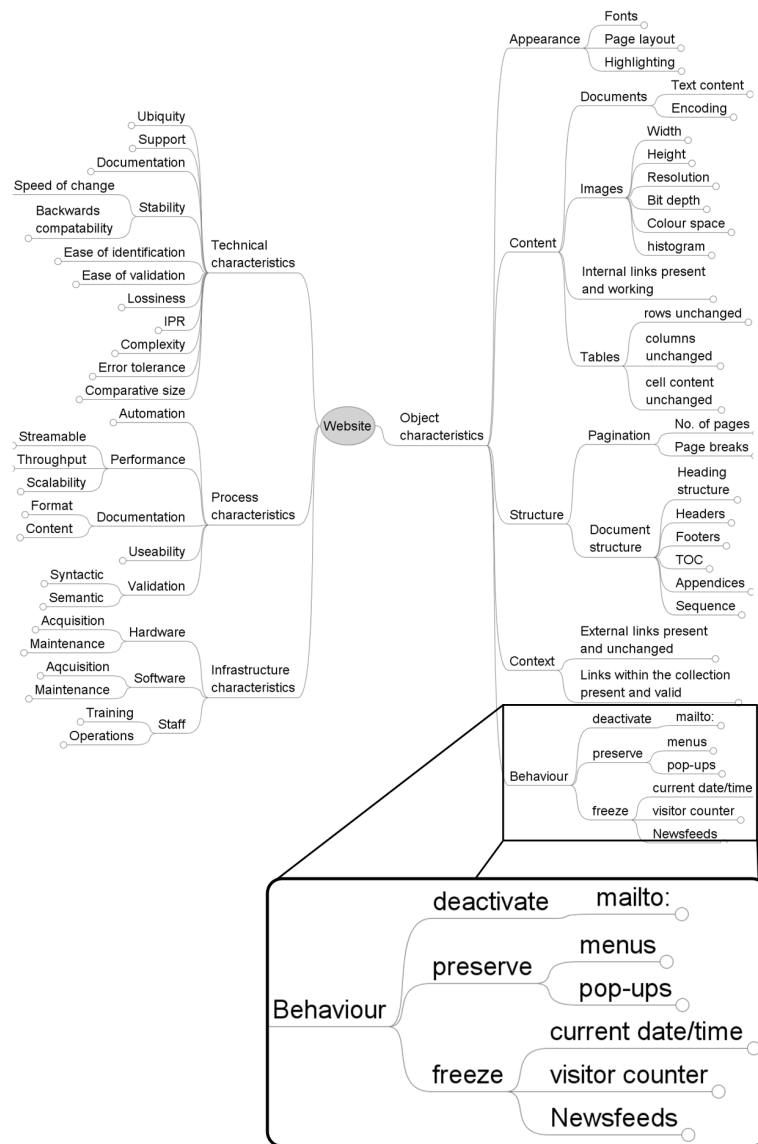 Ubiquity
Support
Documentation
Speed of change
Backwards
compatability
Stability
Ease of identification
Ease of validation
Lossiness
IPR
Complexity
Error tolerance
Comparative size
Technical
characteristics
Automation
Streamable
Throughput
Scalability
Performance
Format
Content
Documentation
Useability
Syntactic
Semantic
Validation
Process
characteristics
Acquisition
Maintenance
Hardware
Aqcuisition
Maintenance
Software
Training
Operations
Staff
Infrastructure
characteristics
Website
Object
characteristics
Appearance
Fonts
Page layout
Highlighting
Content
Documents
Text content
Encoding
Images
Width
Height
Resolution
Bit depth
Colour space
histogram
Internal links present
and working
Tables
rows unchanged
columns
unchanged
cell content
unchanged
Structure
Pagination
No. of pages
Page breaks
Document
structure
Heading
structure
Headers
Footers
TOC
Appendices
Sequence
Context
External links present
and unchanged
Links within the collection
present and valid
Behaviour
deactivate
mailto:
preserve
menus
pop-ups
freeze
current date/time
visitor counter
Newsfeeds
Behaviour
deactivate
mailto:
preserve
menus
pop-ups
freeze
current date/time
visitor counter
Newsfeeds